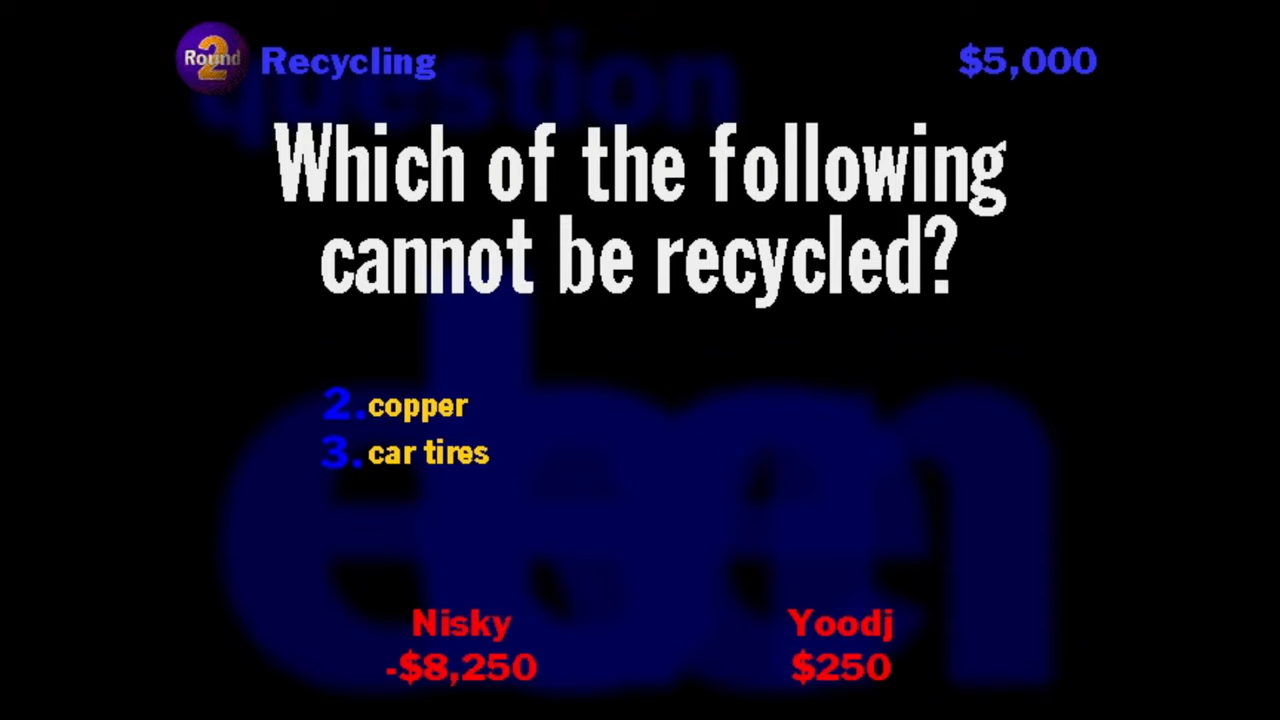 Round 2 Recycling $5,000
question
Which of the following
cannot be recycled?
2. copper
3. car tires
Nisky Yoodj
-$8,250 $250